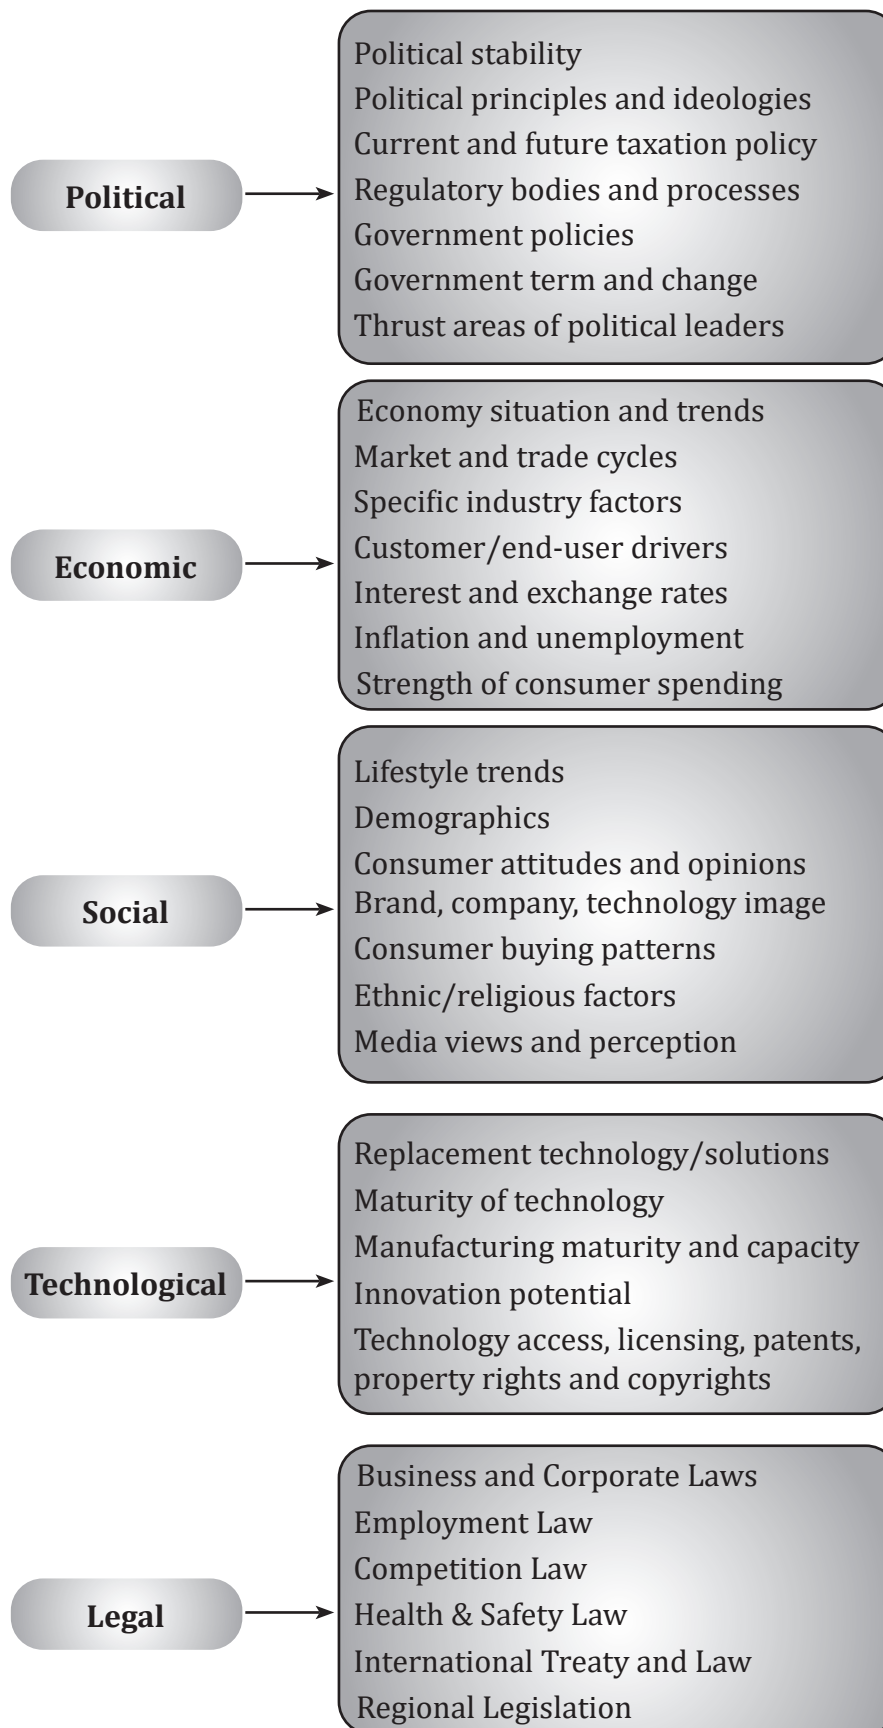 Political
Political stability
Political principles and ideologies
Current and future taxation policy
Regulatory bodies and processes
Government policies
Government term and change
Thrust areas of political leaders
Economic
Economy situation and trends
Market and trade cycles
Specific industry factors
Customer/end-user drivers
Interest and exchange rates
Inflation and unemployment
Strength of consumer spending
Social
Lifestyle trends
Demographics
Consumer attitudes and opinions
Brand, company, technology image
Consumer buying patterns
Ethnic/religious factors
Media views and perception
Technological
Replacement technology/solutions
Maturity of technology
Manufacturing maturity and capacity
Innovation potential
Technology access, licensing, patents,
property rights and copyrights
Legal
Business and Corporate Laws
Employment Law
Competition Law
Health & Safety Law
International Treaty and Law
Regional Legislation